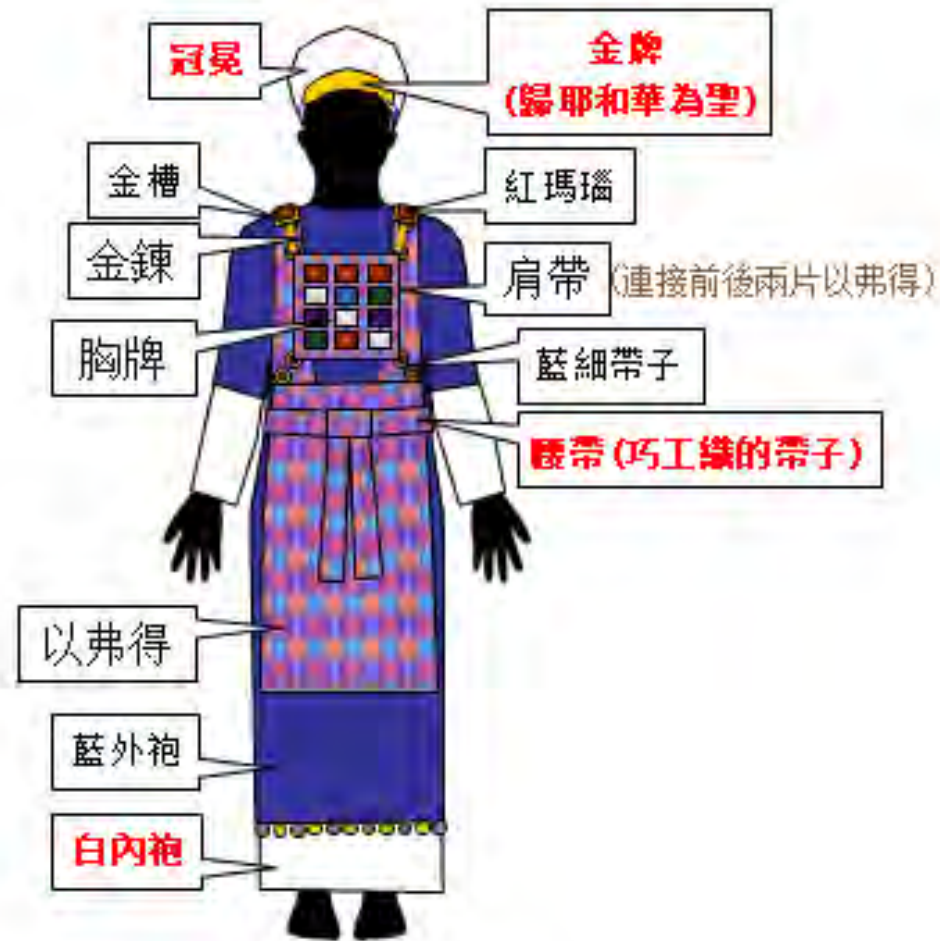 冠冕
金牌
(歸耶和華為聖)
金槽
紅瑪瑙
金鍊
肩帶(連接前後兩片以弗得)
胸牌
藍細帶子
腰帶(巧工織的帶子)
以弗得
藍外袍
白內袍